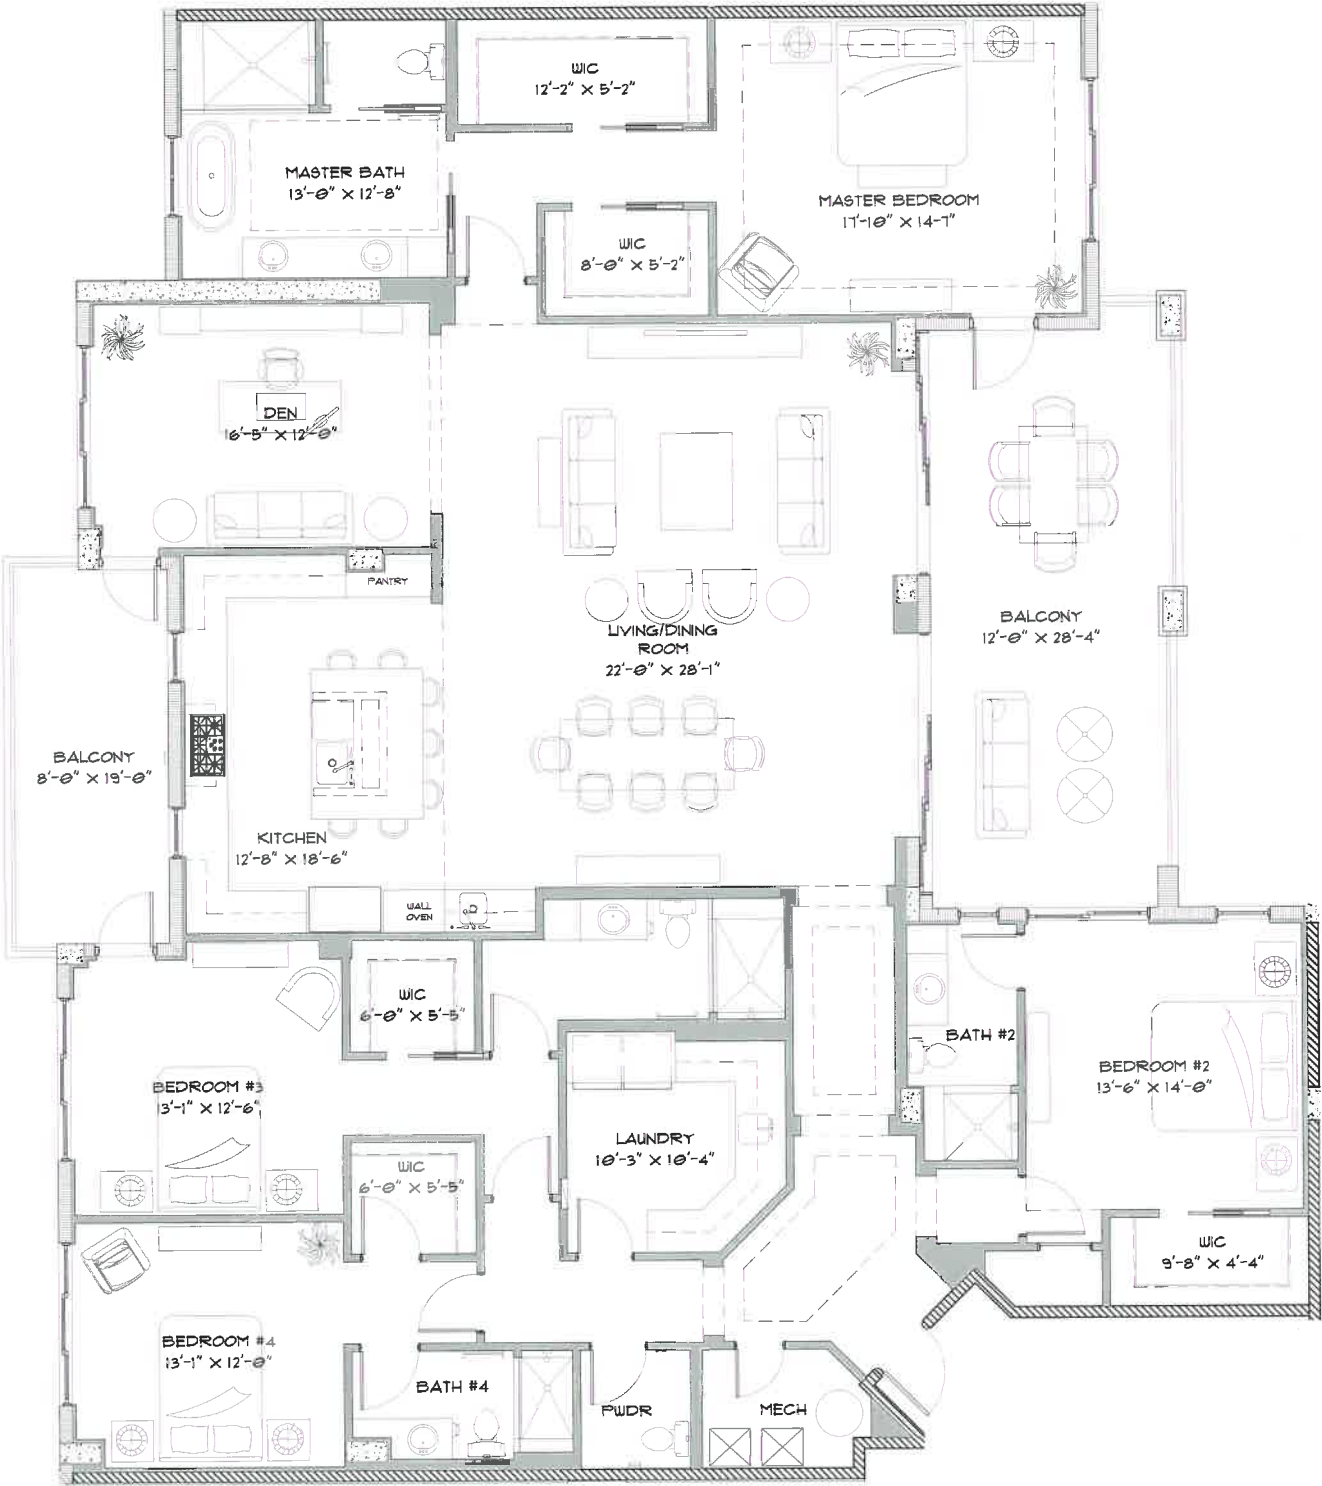 WIC
12'-2" X 5'-2"
MASTER BATH
13'-0" X 12'-8"
MASTER BEDROOM
17'-10" X 14-7"
WIC
8'-0" X 5'-2"
DEN
16'-5" X 12'-0"
PANTRY
LIVING/DINING
ROOM
22'-0" X 28'-1"
BALCONY
12'-0" X 28'-4"
BALCONY
8'-0" X 19'-0"
KITCHEN
12'-8" X 18'-6"
WALL
OVEN
WIC
6'-0" X 5'-5"
BATH #2
BEDROOM #2
13'-6" X 14'-0"
BEDROOM #3
13'-1" X 12'-6"
LAUNDRY
10'-3" X 10'-4"
WIC
6'-0" X 5'-5"
WIC
9'-8" X 4'-4"
BEDROOM #4
13'-1" X 12'-0"
BATH #4
PWDR
MECH